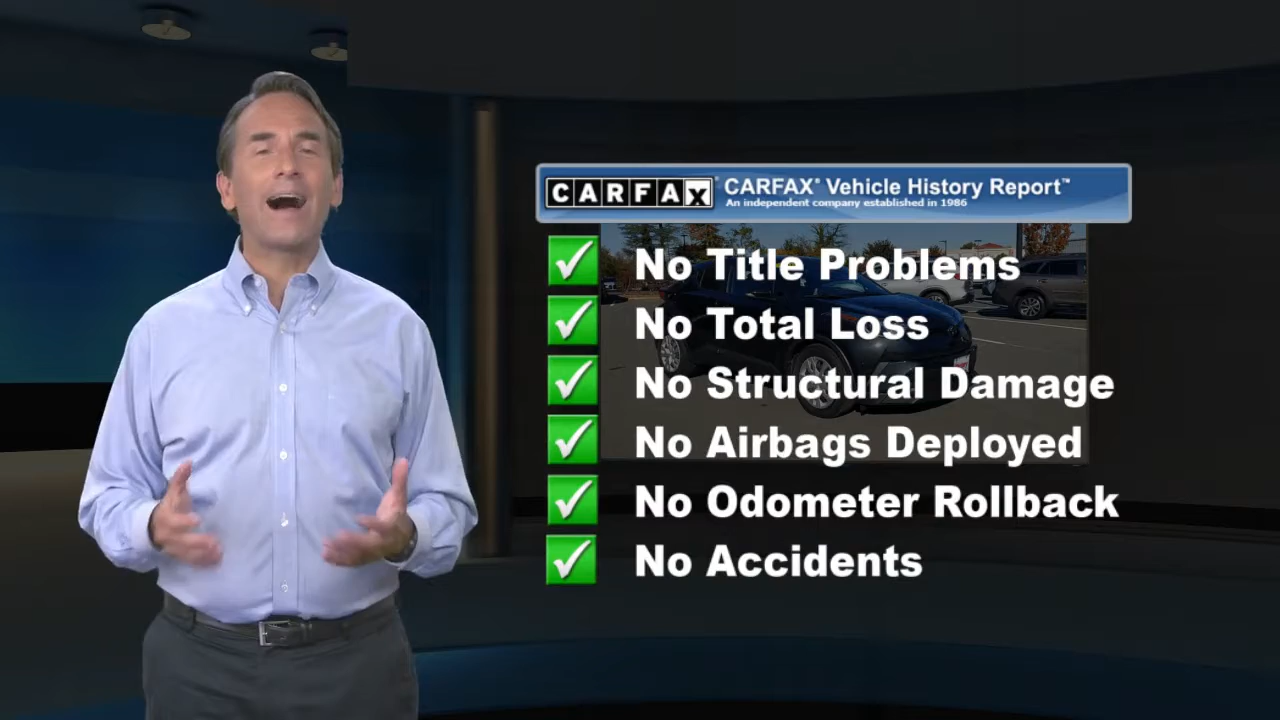 CARFAX CARFAX® Vehicle History Report™
An independent company established in 1986
No Title Problems
No Total Loss
No Structural Damage
No Airbags Deployed
No Odometer Rollback
No Accidents